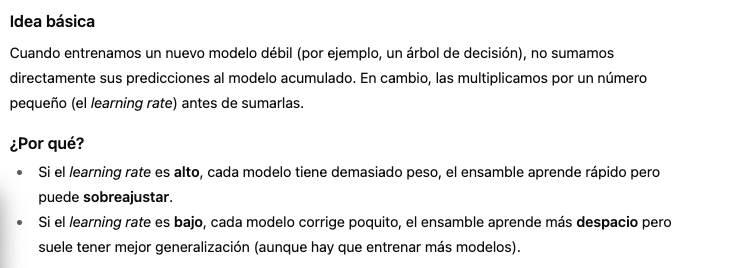 Idea básica
Cuando entrenamos un nuevo modelo débil (por ejemplo, un árbol de decisión), no sumamos
directamente sus predicciones al modelo acumulado. En cambio, las multiplicamos por un número
pequeño (el learning rate) antes de sumarlas.
¿Por qué?
• Si el learning rate es alto, cada modelo tiene demasiado peso, el ensamble aprende rápido pero
puede sobreajustar.
• Si el learning rate es bajo, cada modelo corrige poquito, el ensamble aprende más despacio pero
suele tener mejor generalización (aunque hay que entrenar más modelos).